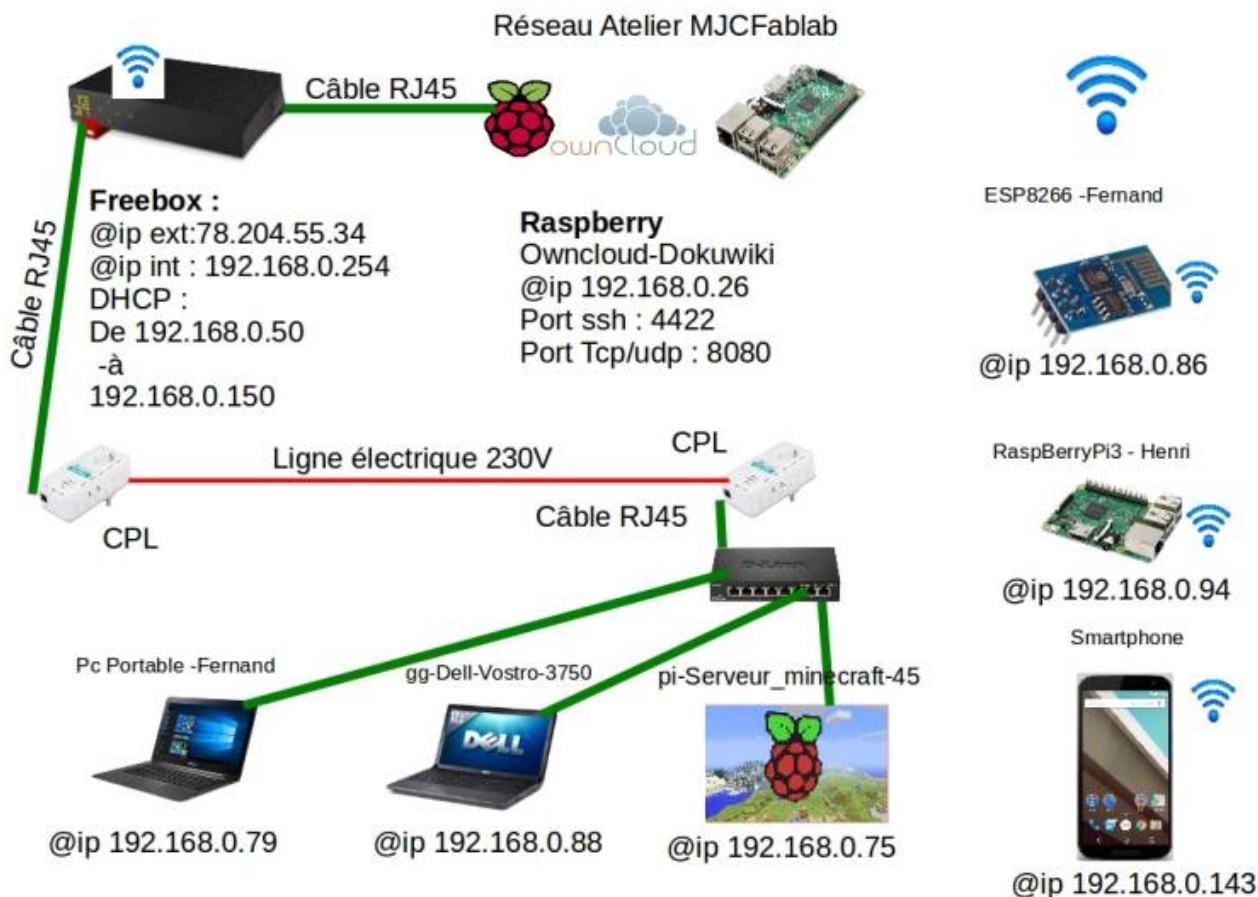 Réseau Atelier MJCFablab
Câble RJ45
ownCloud
Câble RJ45
Freebox :
@ip ext:78.204.55.34
@ip int : 192.168.0.254
DHCP :
De 192.168.0.50
-à
192.168.0.150
Raspberry
Owncloud-Dokuwiki
@ip 192.168.0.26
Port ssh : 4422
Port Tcp/udp : 8080
ESP8266 -Fernand
@ip 192.168.0.86
CPL
Ligne électrique 230V
CPL
Câble RJ45
RaspBerryPi3 - Henri
@ip 192.168.0.94
Pc Portable -Fernand
@ip 192.168.0.79
gg-Dell-Vostro-3750
DELL
@ip 192.168.0.88
pi-Serveur_minecraft-45
@ip 192.168.0.75
Smartphone
@ip 192.168.0.143